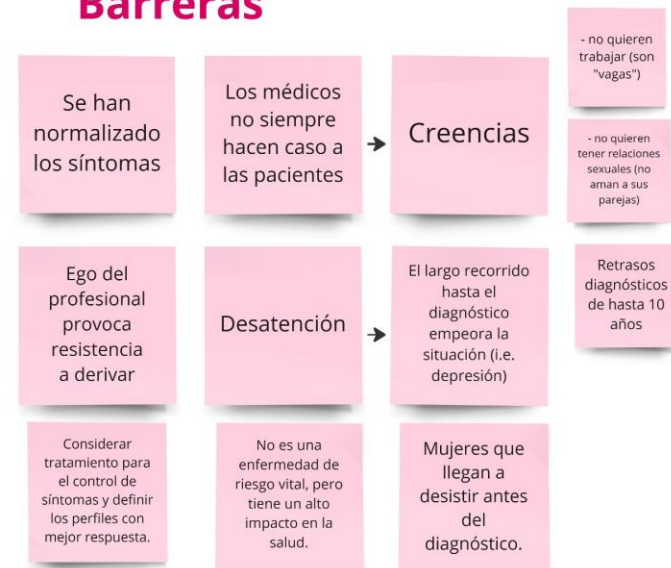 Barreras
Se han
normalizado
los síntomas
Los médicos
no siempre
hacen caso a
las pacientes
Creencias
- no quieren
trabajar (son
"vagas")
- no quieren
tener relaciones
sexuales (no
aman a sus
parejas)
Ego del
profesional
provoca
resistencia
a derivar
Desatención
El largo recorrido
hasta el
diagnóstico
empeora la
situación (i.e.
depresión)
Retrasos
diagnósticos
de hasta 10
años
Considerar
tratamiento para
el control de
síntomas y definir
los perfiles con
mejor respuesta.
No es una
enfermedad de
riesgo vital, pero
tiene un alto
impacto en la
salud.
Mujeres que
llegan a
desistir antes
del
diagnóstico.